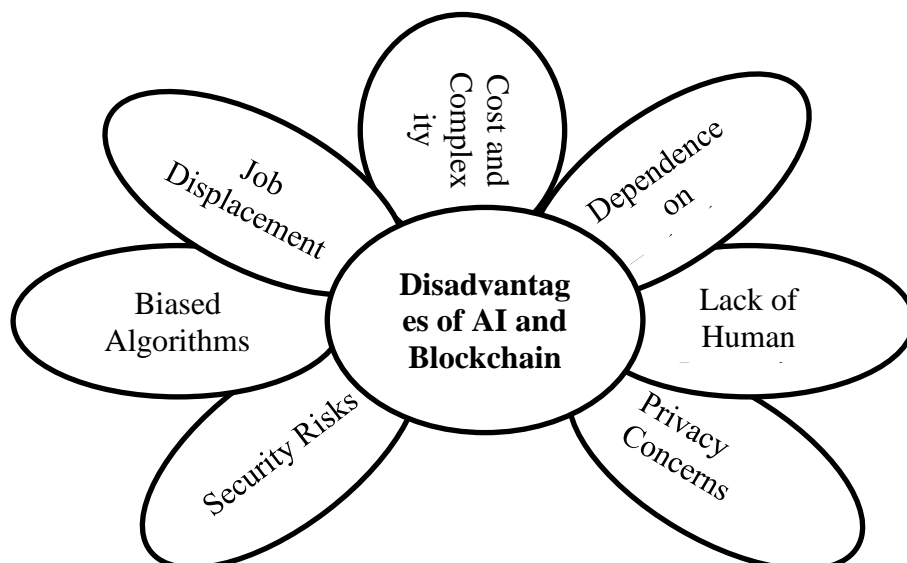 Cost and
Complex
ity
Job
Displacement
Dependence
on
Biased
Algorithms
Disadvantag
es of AI and
Blockchain
Lack of
Human
Security Risks
Privacy
Concerns